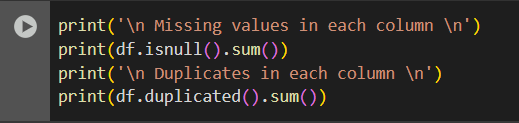 print('\n Missing values in each column \n')
print(df.isnull().sum())
print('\n Duplicates in each column \n')
print(df.duplicated().sum())